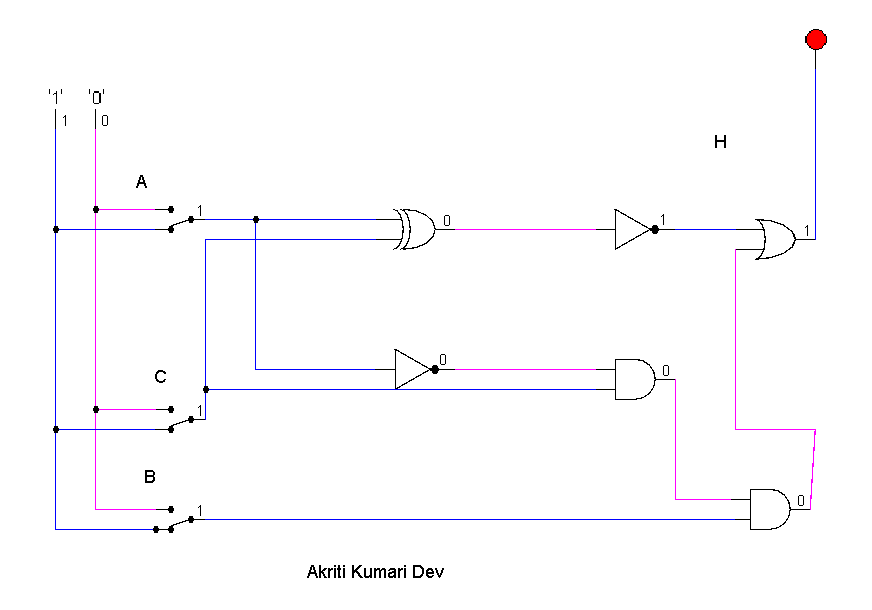 '1' '0'
1 0
H
A
1 0 1 1
C
0 0
1
B
1 0
Akriti Kumari Dev